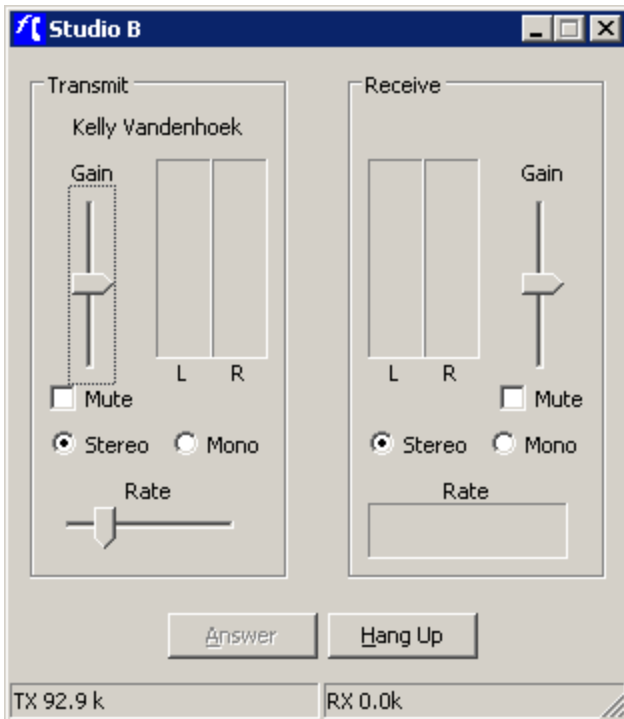 Studio B
Transmit
Kelly Vandenhoek
Gain
L R
Mute
Stereo Mono
Rate
Receive
Gain
L R
Mute
Stereo Mono
Rate
Answer Hang Up
TX 92.9 k RX 0.0k